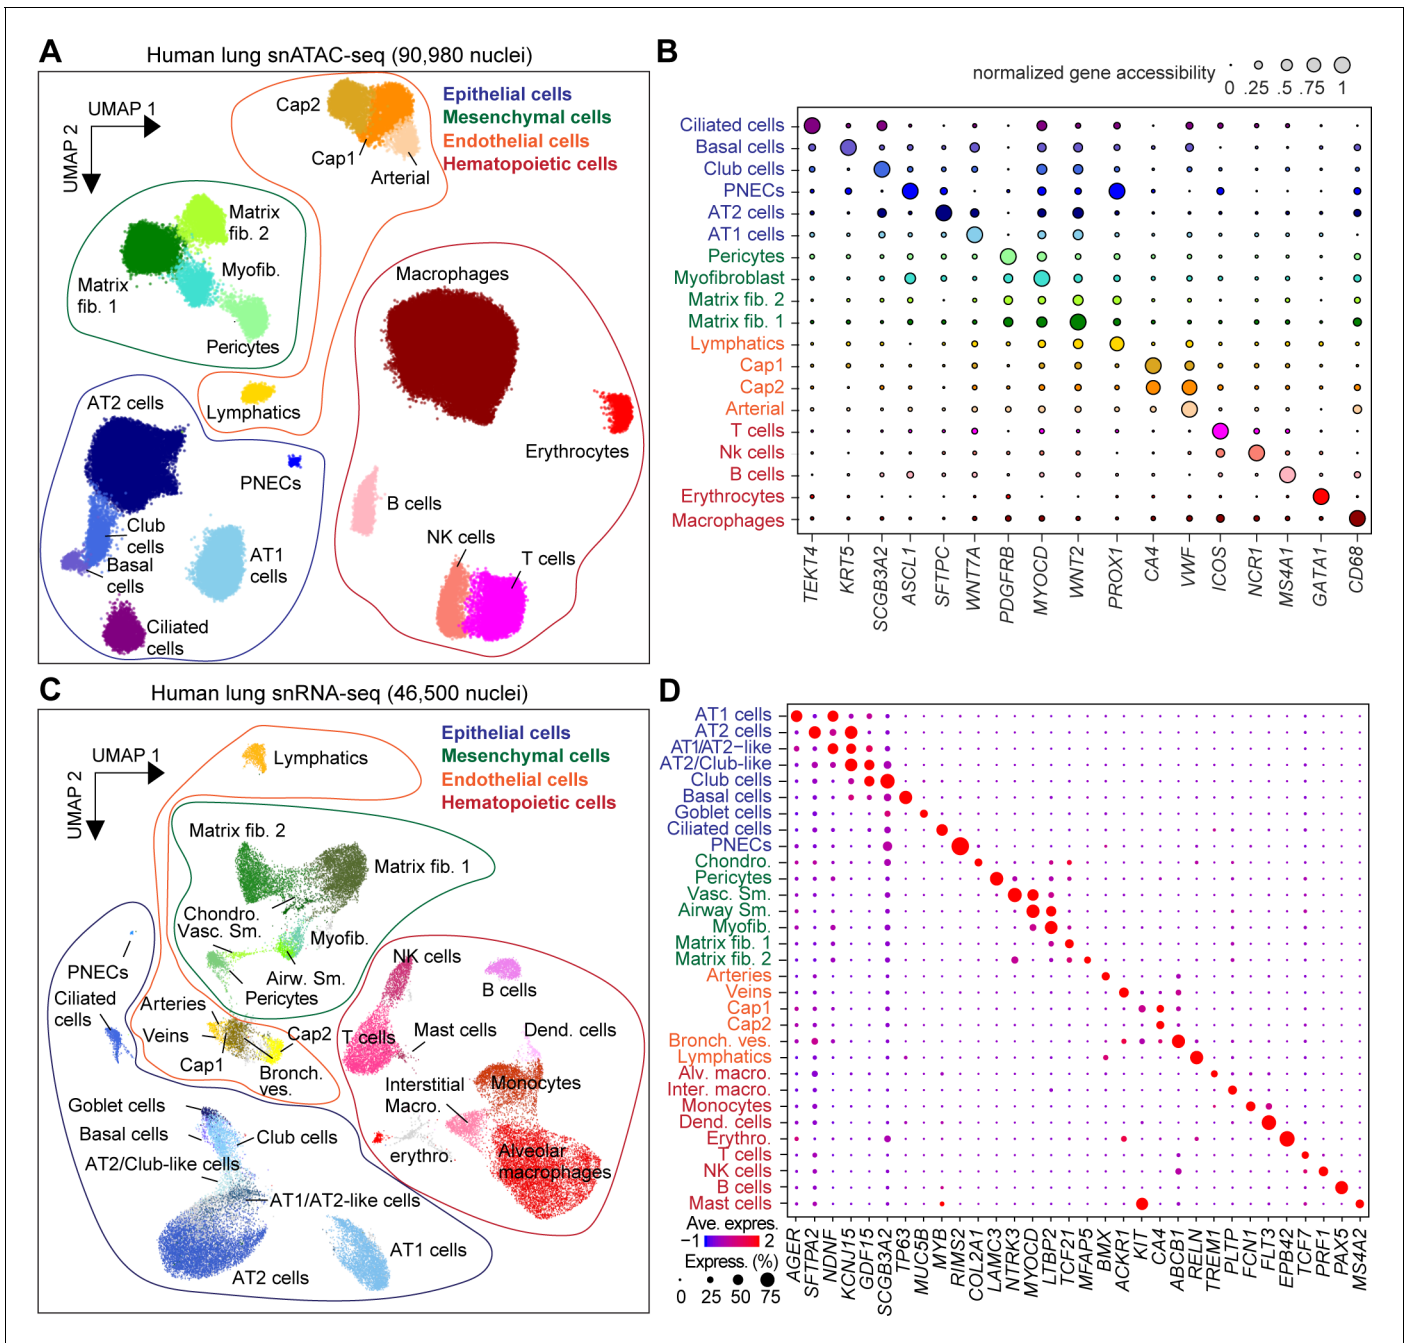 A
Human lung snATAC-seq (90,980 nuclei)
UMAP 1
UMAP 2
Epithelial cells
Mesenchymal cells
Endothelial cells
Hematopoietic cells
Cap2
Cap1
Arterial
Matrix
fib. 2
Myofib.
Matrix
fib. 1
Pericytes
Macrophages
Lymphatics
Erythrocytes
AT2 cells
PNECs
B cells
Club
cells
Basal
cells
AT1
cells
NK cells
T cells
Ciliated
cells
B
normalized gene accessibility
0 .25 .5 .75 1
Ciliated cells
Basal cells
Club cells
PNECs
AT2 cells
AT1 cells
Pericytes
Myofibroblast
Matrix fib. 2
Matrix fib. 1
Lymphatics
Cap1
Cap2
Arterial
T cells
Nk cells
B cells
Erythrocytes
Macrophages
TEKT4
KRT5
SCGB3A2
ASCL1
SFTPC
WNT7A
PDGFRB
MYOCD
WNT2
PROX1
CA4
VWF
ICOS
NCR1
MS4A1
GATA1
CD68
C
Human lung snRNA-seq (46,500 nuclei)
UMAP 1
UMAP 2
Epithelial cells
Mesenchymal cells
Endothelial cells
Hematopoietic cells
Lymphatics
Matrix fib. 2
Matrix fib. 1
Chondro.
Vasc. Sm.
Myofib.
Airw. Sm.
Pericytes
PNECs
Ciliated
cells
Arteries
Veins
Cap1
Cap2
Bronch.
ves.
NK cells
B cells
T cells
Mast cells
Dend. cells
Interstitial
Macro.
Monocytes
erythro.
Alveolar
macrophages
Goblet cells
Basal cells
Club cells
AT2/Club-like cells
AT1/AT2-like cells
AT1 cells
AT2 cells
D
AT1 cells
AT2 cells
AT1/AT2−like
AT2/Club-like
Club cells
Basal cells
Goblet cells
Ciliated cells
PNECs
Chondro.
Pericytes
Vasc. Sm.
Airway Sm.
Myofib.
Matrix fib. 1
Matrix fib. 2
Arteries
Veins
Cap1
Cap2
Bronch. ves.
Lymphatics
Alv. macro.
Inter. macro.
Monocytes
Dend. cells
Erythro.
T cells
NK cells
B cells
Mast cells
Ave. expres.
−1 2
Express. (%)
0 25 50 75
AGER
SFTPA2
NDNF
KCNJ15
GDF15
SCGB3A2
TP63
MUC5B
MYB
RIMS2
COL2A1
LAMC3
NTRK3
MYOCD
LTBP2
TCF21
MFAP5
BMX
ACKR1
KIT
CA4
ABCB1
RELN
TREM1
PLTP
FCN1
FLT3
EPB42
TCF7
PRF1
PAX5
MS4A2